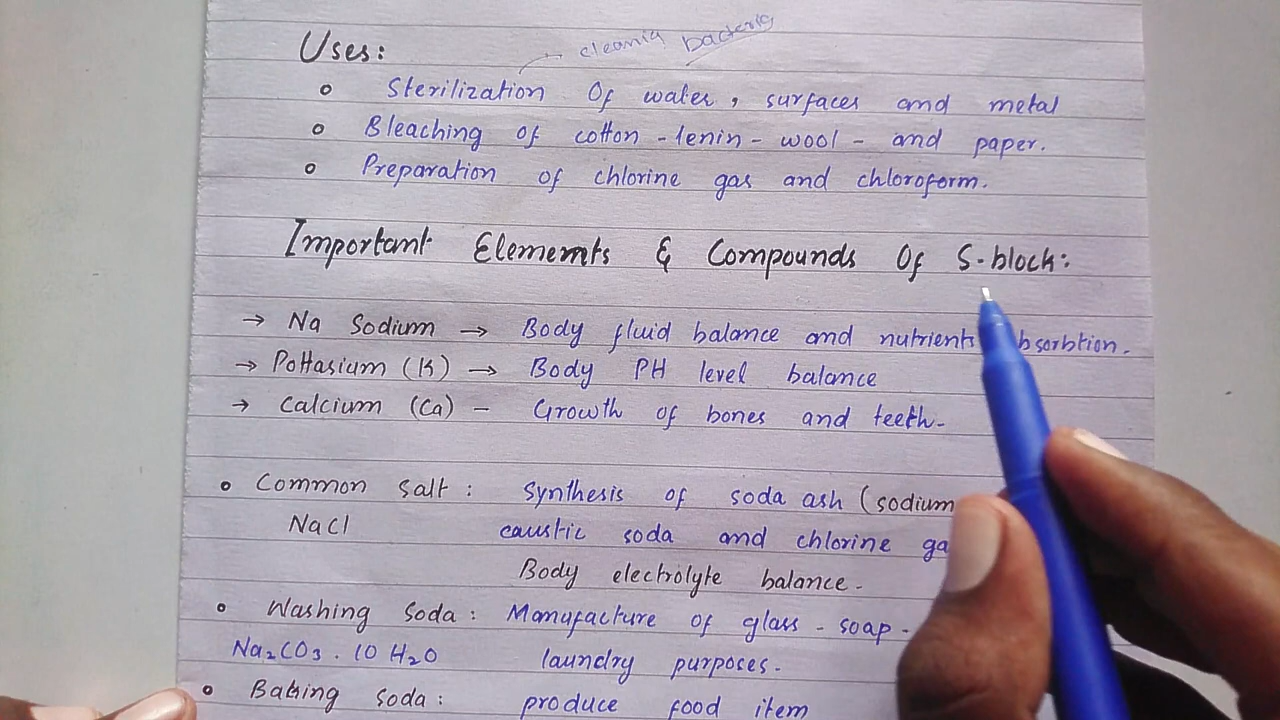 Uses:
cleaning bacteria
Sterilization Of water, surfaces and metal
Bleaching of cotton - lenin - wool - and paper.
Preparation of chlorine gas and chloroform.
Important Elements & Compounds Of S-block:
→ Na Sodium → Body fluid balance and nutrients bsorbtion.
→ Pottasium (K) → Body PH level balance
→ Calcium (Ca) - Growth of bones and teeth-
Common salt: synthesis of soda ash (sodium
NaCl caustic soda and chlorine ga
Body electrolyte balance.
Washing soda: Manufacture of glass - soap -
Na₂CO₃ . 10 H₂O laundry purposes.
Baking soda: produce food item